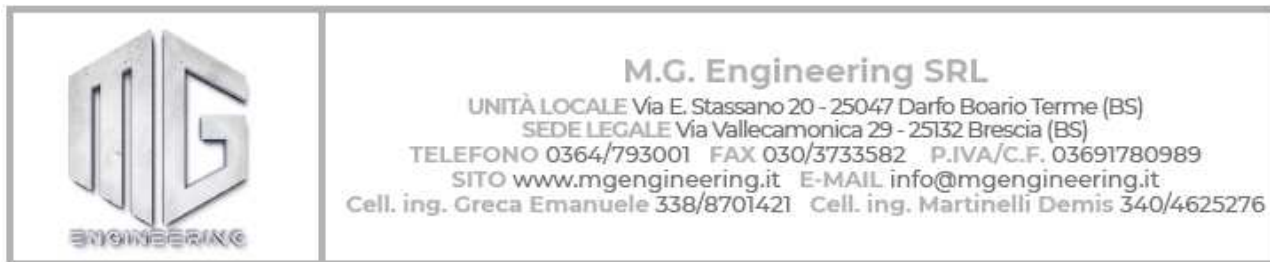 MG
ENGINEERING
M.G. Engineering SRL
UNITÀ LOCALE Via E. Stassano 20 - 25047 Darfo Boario Terme (BS)
SEDE LEGALE Via Vallecamonica 29 - 25132 Brescia (BS)
TELEFONO 0364/793001 FAX 030/3733582 P.IVA/C.F. 03691780989
SITO www.mgengineering.it E-MAIL info@mgengineering.it
Cell. ing. Greca Emanuele 338/8701421 Cell. ing. Martinelli Demis 340/4625276